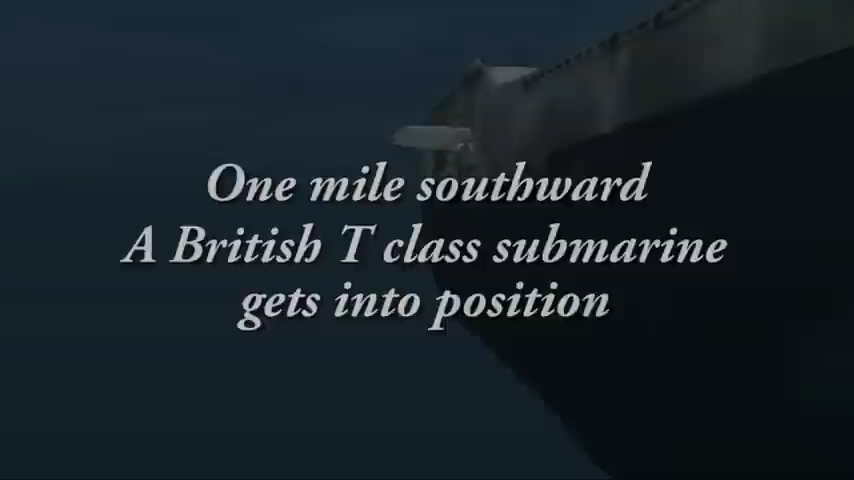 One mile southward
A British T class submarine
gets into position